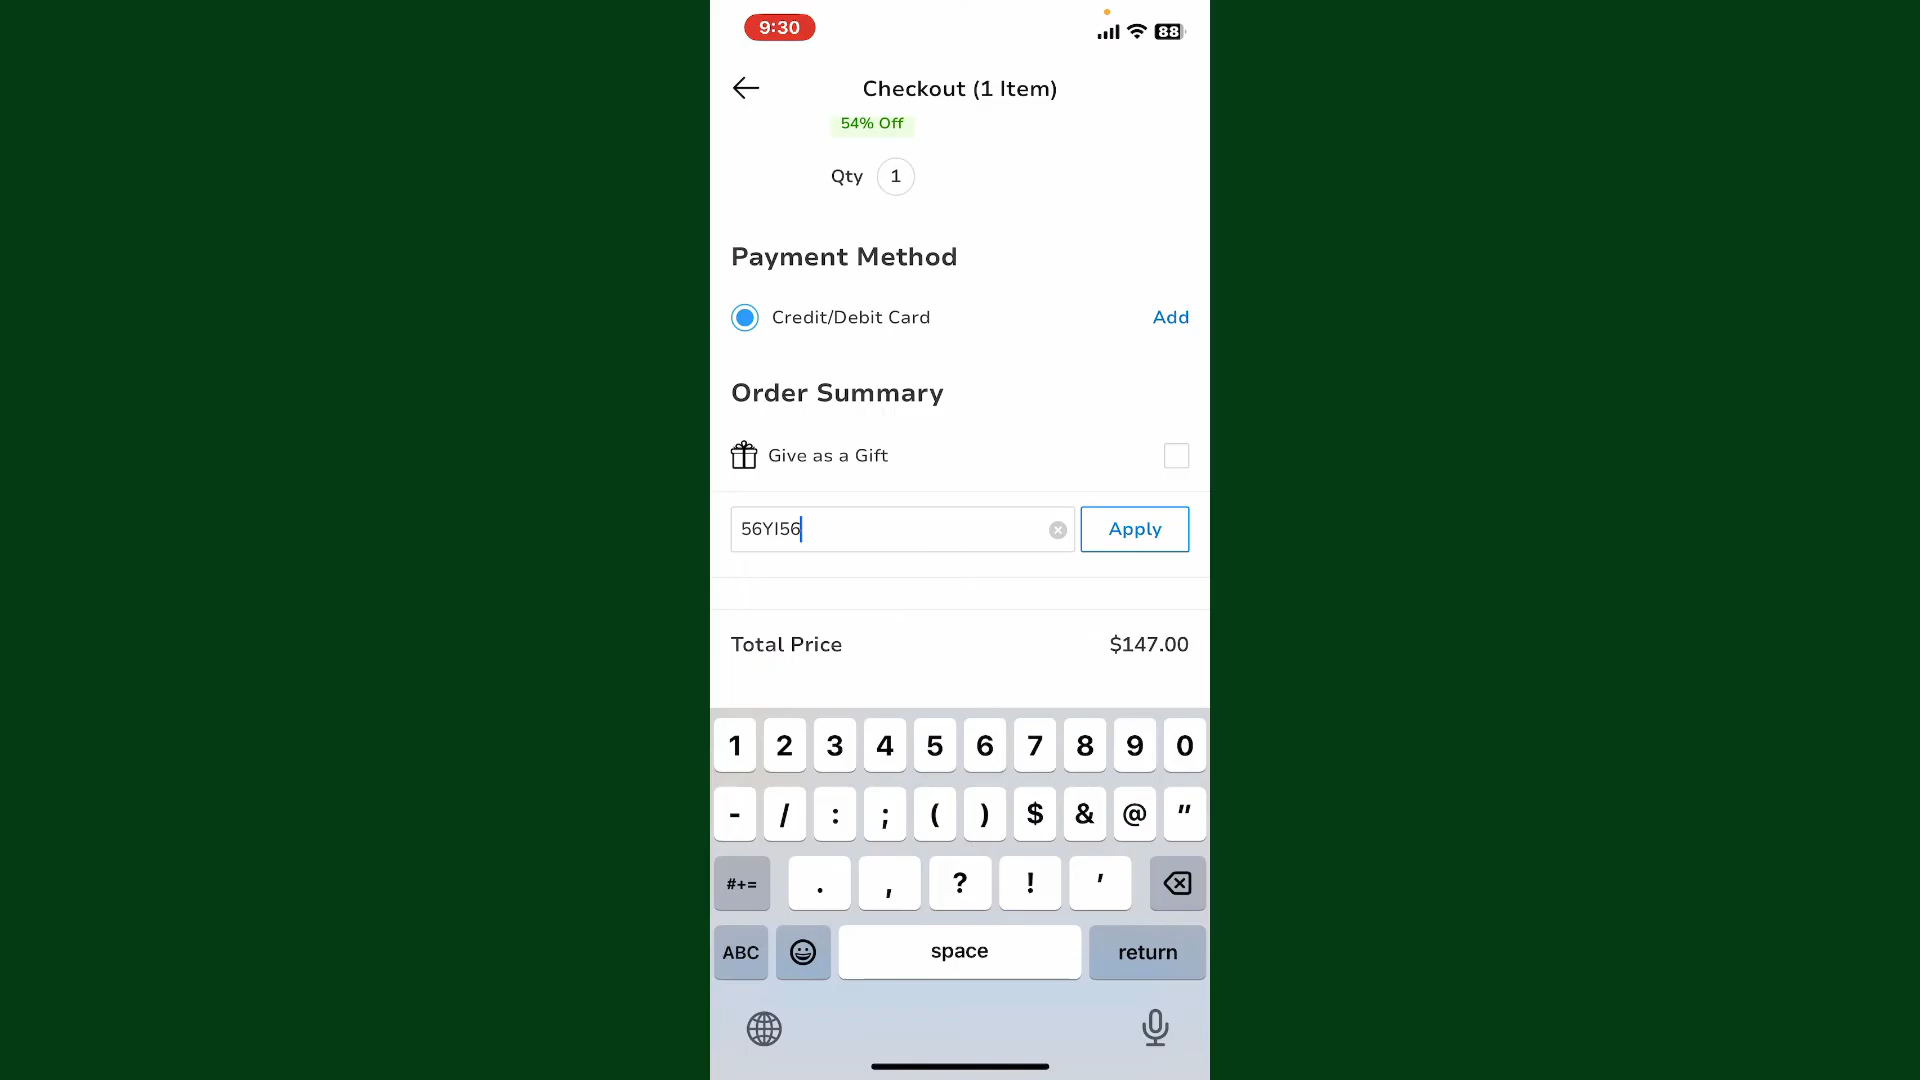 9:30
88
Checkout (1 Item)
54% Off
Qty 1
Payment Method
Credit/Debit Card Add
Order Summary
Give as a Gift
56YI56 Apply
Total Price $147.00
1 2 3 4 5 6 7 8 9 0
- / : ; ( ) $ & @ "
#+= . , ? ! '
ABC space return